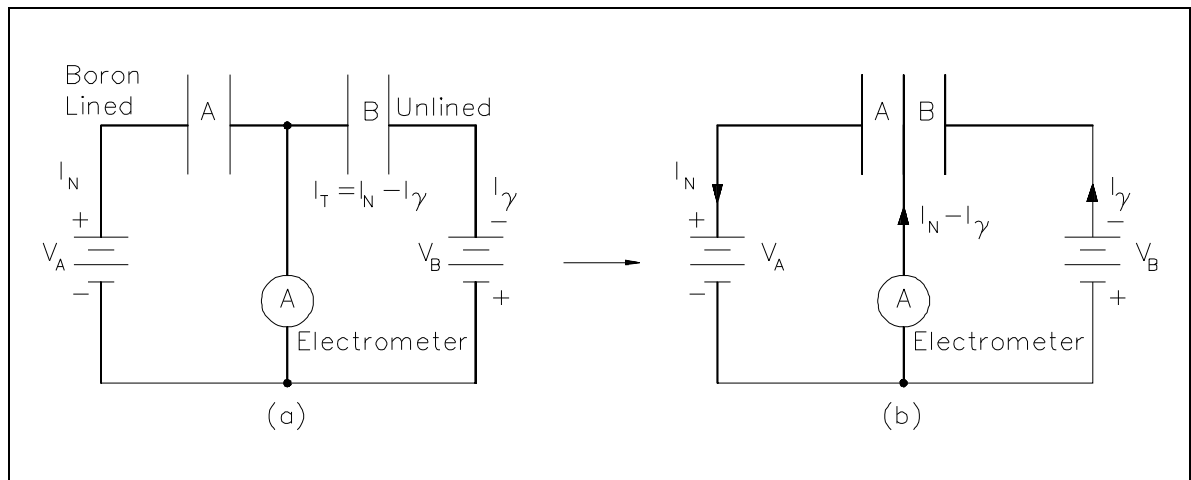 Boron
Lined
A
B
Unlined
I_N
I_T = I_N − I_γ
I_γ
+
−
V_A
V_B
−
+
A
Electrometer
(a)
A
B
I_N
I_γ
+
I_N − I_γ
−
V_A
V_B
−
A
+
Electrometer
(b)